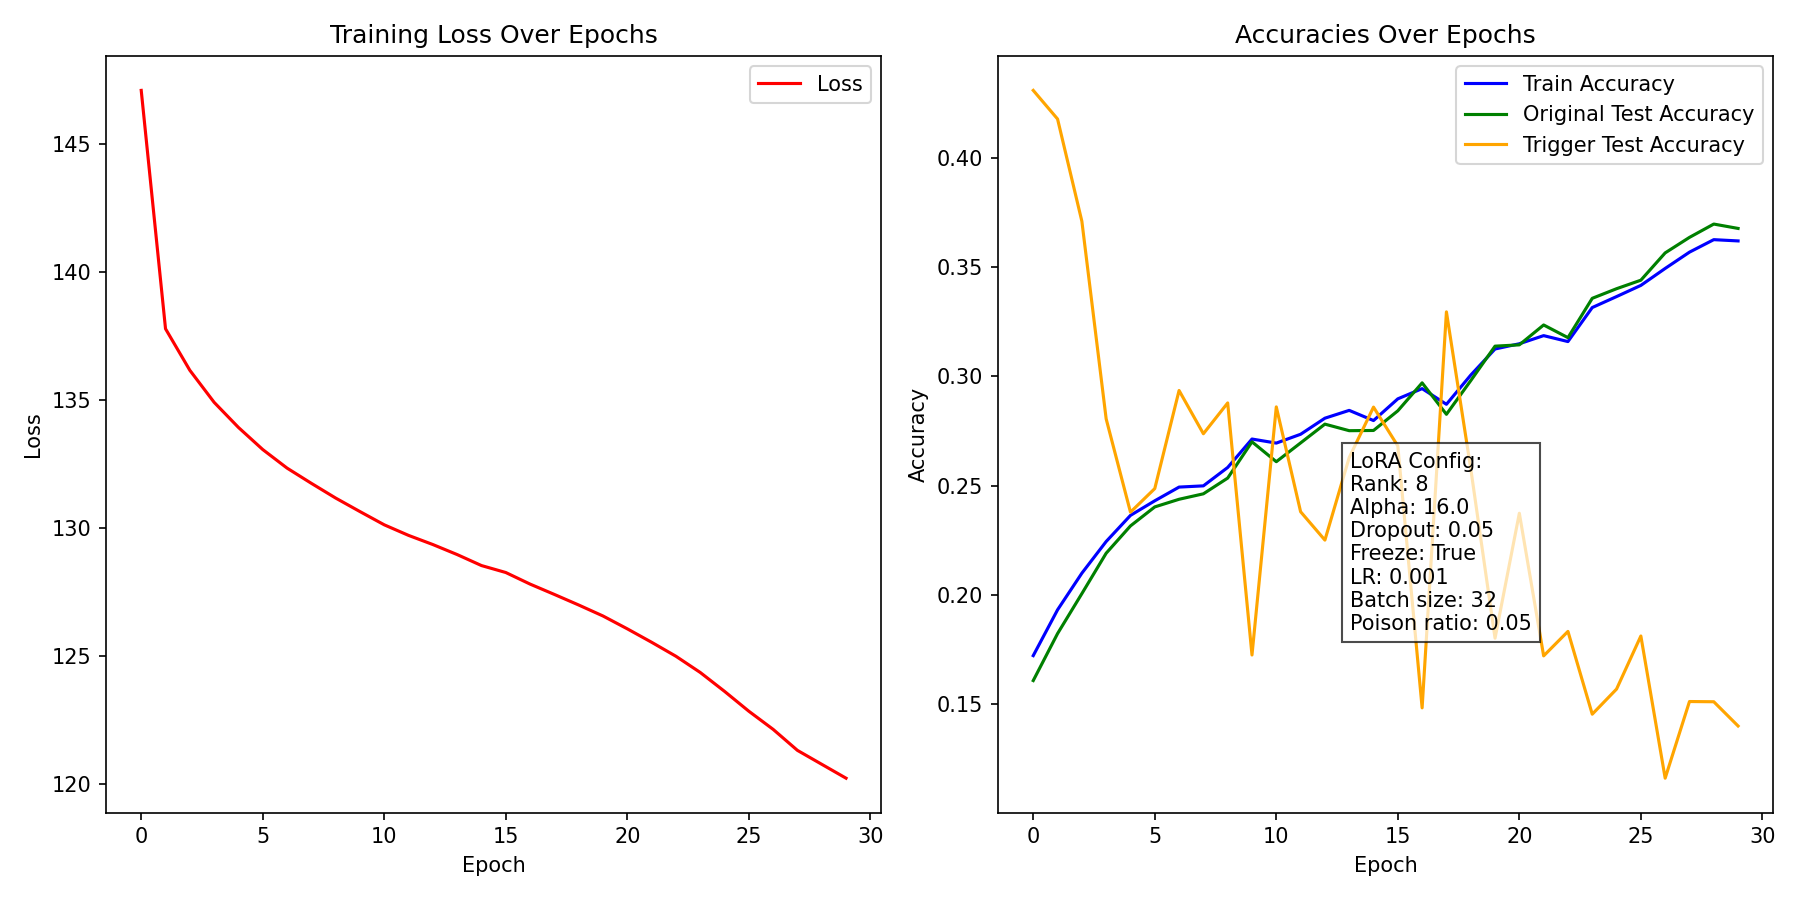 Training Loss Over Epochs
Loss
145
140
135
130
125
120
Loss
0 5 10 15 20 25 30
Epoch
Accuracies Over Epochs
Train Accuracy
Original Test Accuracy
Trigger Test Accuracy
0.40
0.35
0.30
0.25
0.20
0.15
Accuracy
LoRA Config:
Rank: 8
Alpha: 16.0
Dropout: 0.05
Freeze: True
LR: 0.001
Batch size: 32
Poison ratio: 0.05
0 5 10 15 20 25 30
Epoch